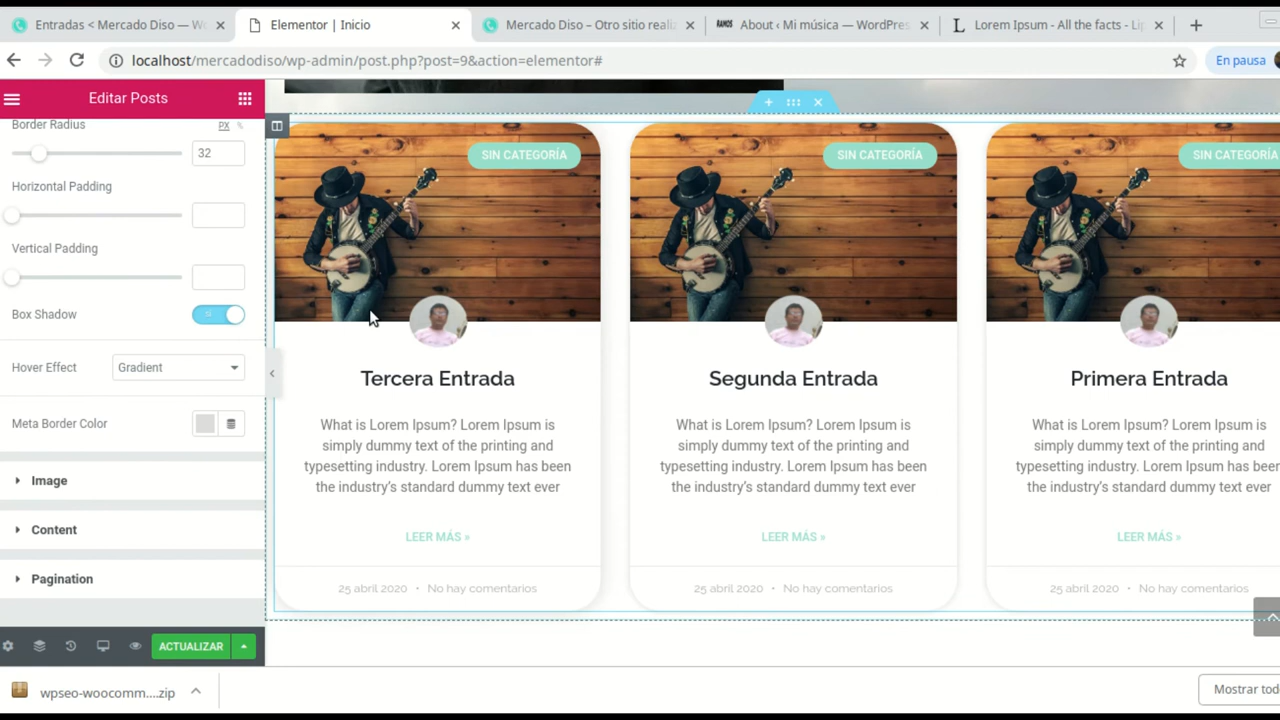 Entradas < Mercado Diso — Wo
Elementor | Inicio
Mercado Diso – Otro sitio realiz
RAMOS
About ‹ Mi música — WordPres
L
Lorem Ipsum - All the facts - Lip
localhost/mercadodiso/wp-admin/post.php?post=9&action=elementor#
En pausa
Editar Posts
Border Radius
PX %
32
Horizontal Padding
Vertical Padding
Box Shadow
Hover Effect
Gradient
Meta Border Color
Image
Content
Pagination
ACTUALIZAR
SIN CATEGORÍA
Tercera Entrada
What is Lorem Ipsum? Lorem Ipsum is
simply dummy text of the printing and
typesetting industry. Lorem Ipsum has been
the industry's standard dummy text ever
LEER MÁS »
25 abril 2020 • No hay comentarios
SIN CATEGORÍA
Segunda Entrada
What is Lorem Ipsum? Lorem Ipsum is
simply dummy text of the printing and
typesetting industry. Lorem Ipsum has been
the industry's standard dummy text ever
LEER MÁS »
25 abril 2020 • No hay comentarios
SIN CATEGORÍA
Primera Entrada
What is Lorem Ipsum? Lorem Ipsum is
simply dummy text of the printing and
typesetting industry. Lorem Ipsum has been
the industry's standard dummy text ever
LEER MÁS »
25 abril 2020 • No hay comentarios
wpseo-woocomm....zip
Mostrar tod